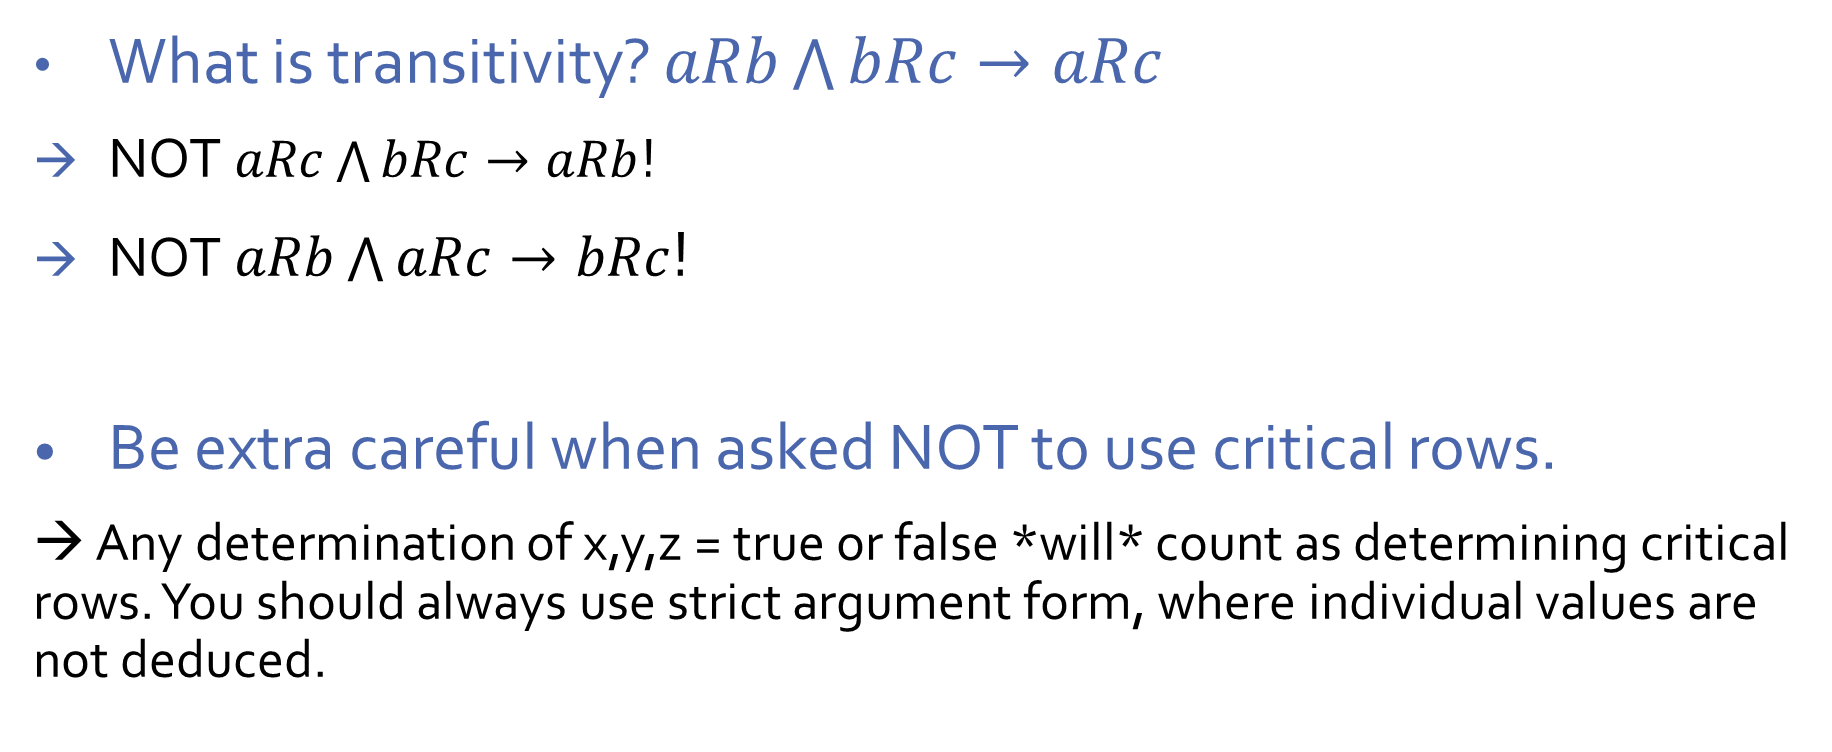 • What is transitivity? aRb ⋀ bRc → aRc
→ NOT aRc ⋀ bRc → aRb!
→ NOT aRb ⋀ aRc → bRc!
• Be extra careful when asked NOT to use critical rows.
→ Any determination of x,y,z = true or false *will* count as determining critical
rows. You should always use strict argument form, where individual values are
not deduced.